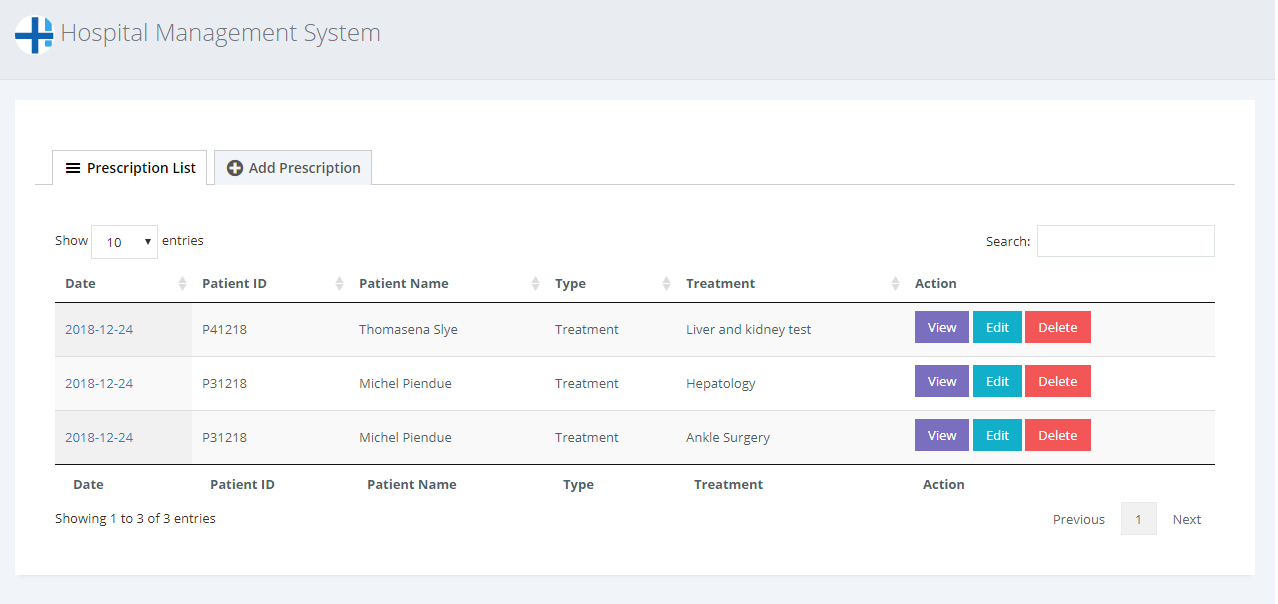 Hospital Management System
Prescription List Add Prescription
Show 10 entries Search:
Date Patient ID Patient Name Type Treatment Action
2018-12-24 P41218 Thomasena Slye Treatment Liver and kidney test View Edit Delete
2018-12-24 P31218 Michel Piendue Treatment Hepatology View Edit Delete
2018-12-24 P31218 Michel Piendue Treatment Ankle Surgery View Edit Delete
Date Patient ID Patient Name Type Treatment Action
Showing 1 to 3 of 3 entries Previous 1 Next